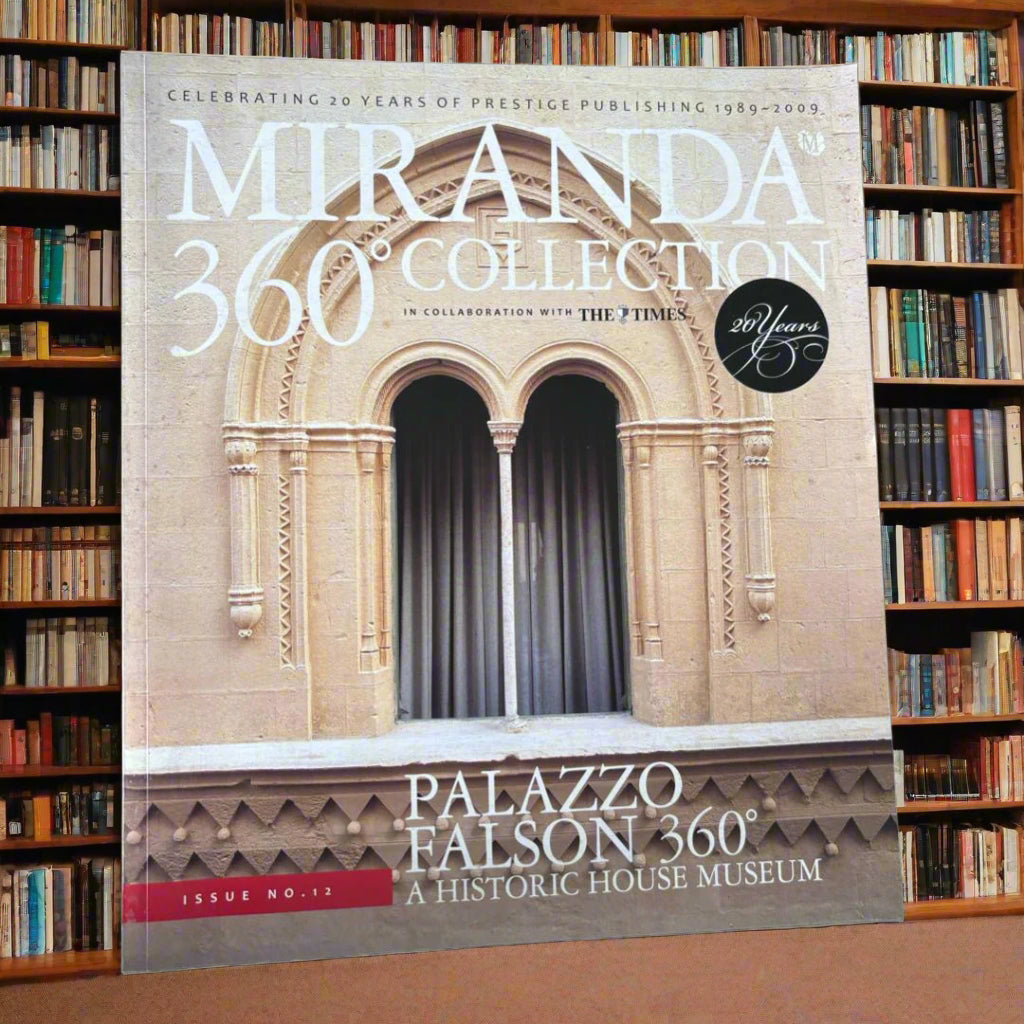 CELEBRATING 20 YEARS OF PRESTIGE PUBLISHING 1989~2009
MIRANDA M
360° COLLECTION
IN COLLABORATION WITH THE TIMES
20 Years
PALAZZO
FALSON 360°
A HISTORIC HOUSE MUSEUM
ISSUE NO.12